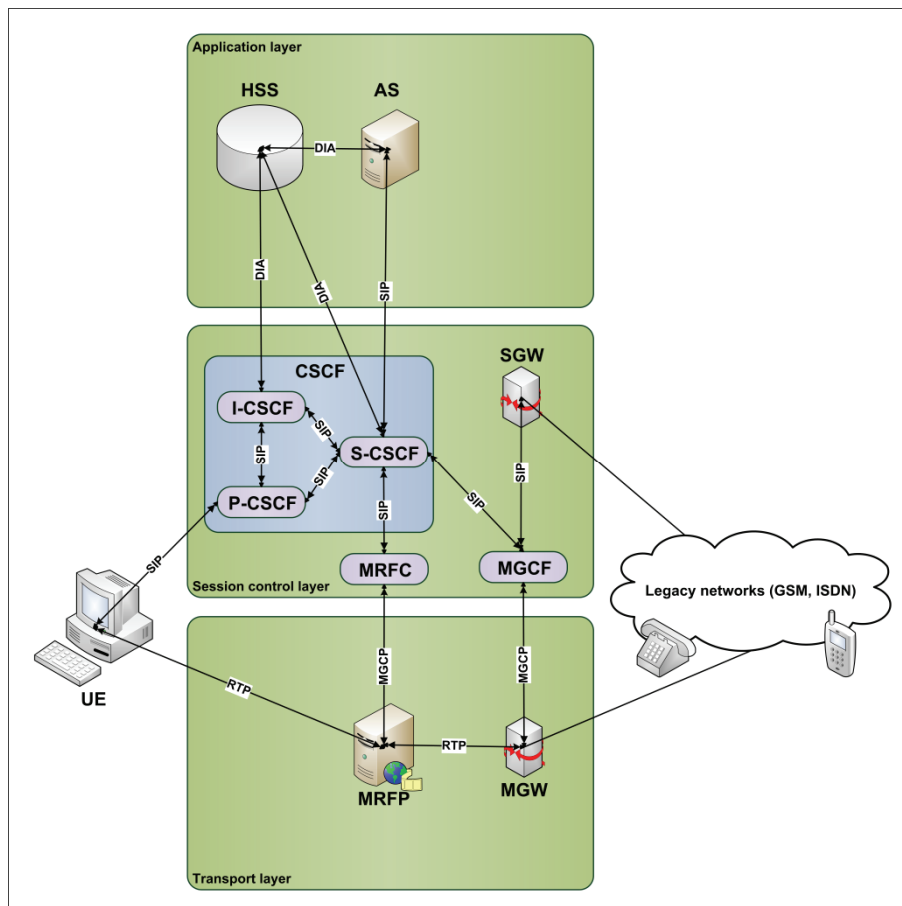 Application layer
HSS
AS
DIA
DIA
DIA
SIP
CSCF
SGW
I-CSCF
SIP
S-CSCF
SIP
SIP
SIP
P-CSCF
SIP
SIP
SIP
MRFC
MGCF
Session control layer
Legacy networks (GSM, ISDN)
UE
MGCP
MGCP
RTP
RTP
MRFP
MGW
Transport layer